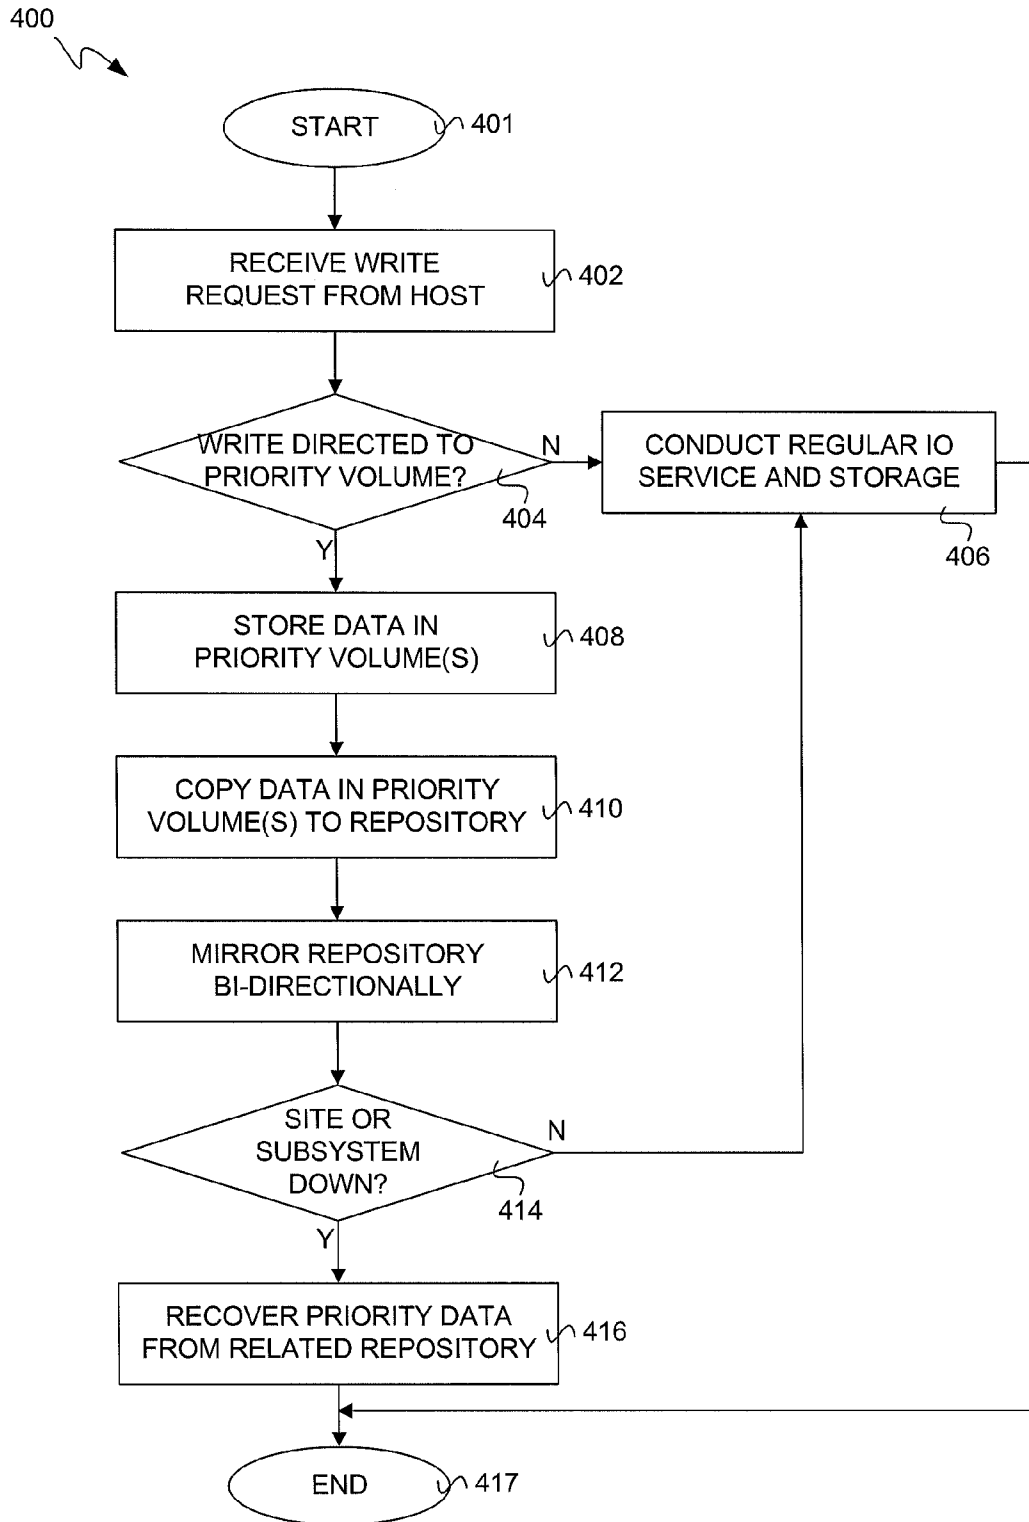 400
START
401
RECEIVE WRITE
REQUEST FROM HOST
402
WRITE DIRECTED TO
PRIORITY VOLUME?
404
N
Y
CONDUCT REGULAR IO
SERVICE AND STORAGE
406
STORE DATA IN
PRIORITY VOLUME(S)
408
COPY DATA IN PRIORITY
VOLUME(S) TO REPOSITORY
410
MIRROR REPOSITORY
BI-DIRECTIONALLY
412
SITE OR
SUBSYSTEM
DOWN?
414
N
Y
RECOVER PRIORITY DATA
FROM RELATED REPOSITORY
416
END
417